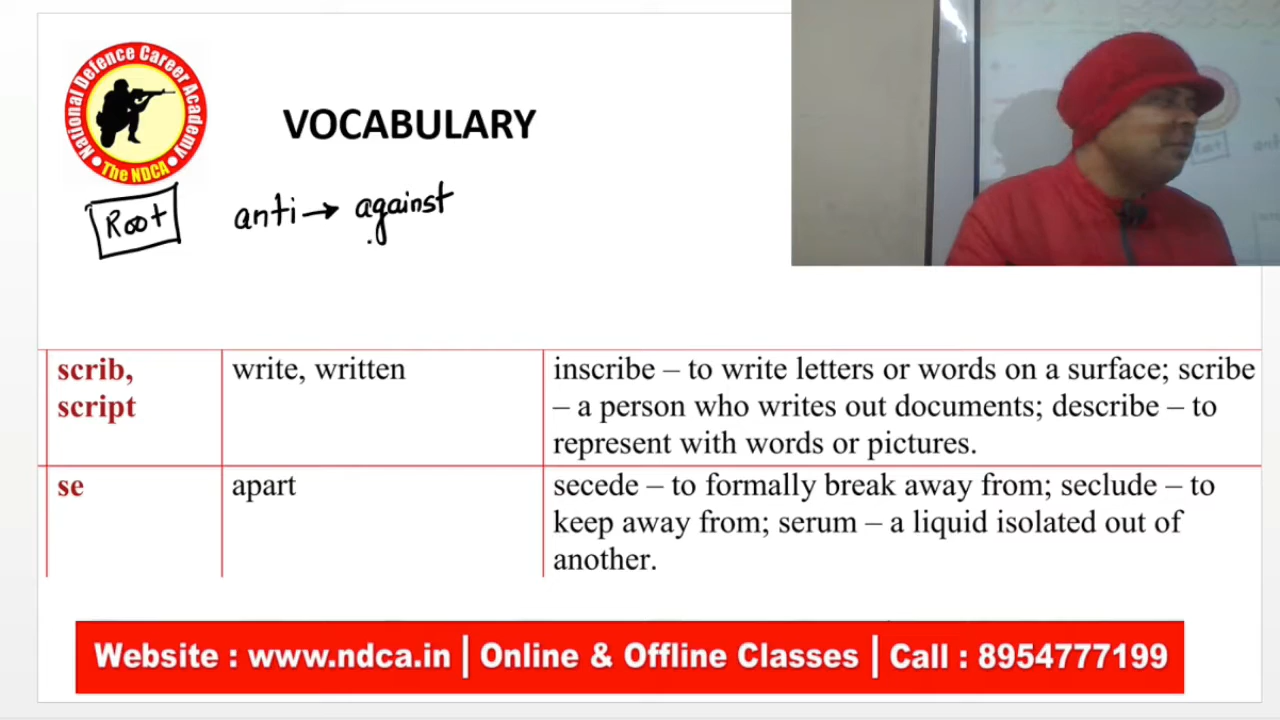 National Defence Career Academy
• The NDCA •
VOCABULARY
Root anti → against
scrib, script
write, written
inscribe – to write letters or words on a surface; scribe
– a person who writes out documents; describe – to
represent with words or pictures.
se
apart
secede – to formally break away from; seclude – to
keep away from; serum – a liquid isolated out of
another.
Website : www.ndca.in | Online & Offline Classes | Call : 8954777199